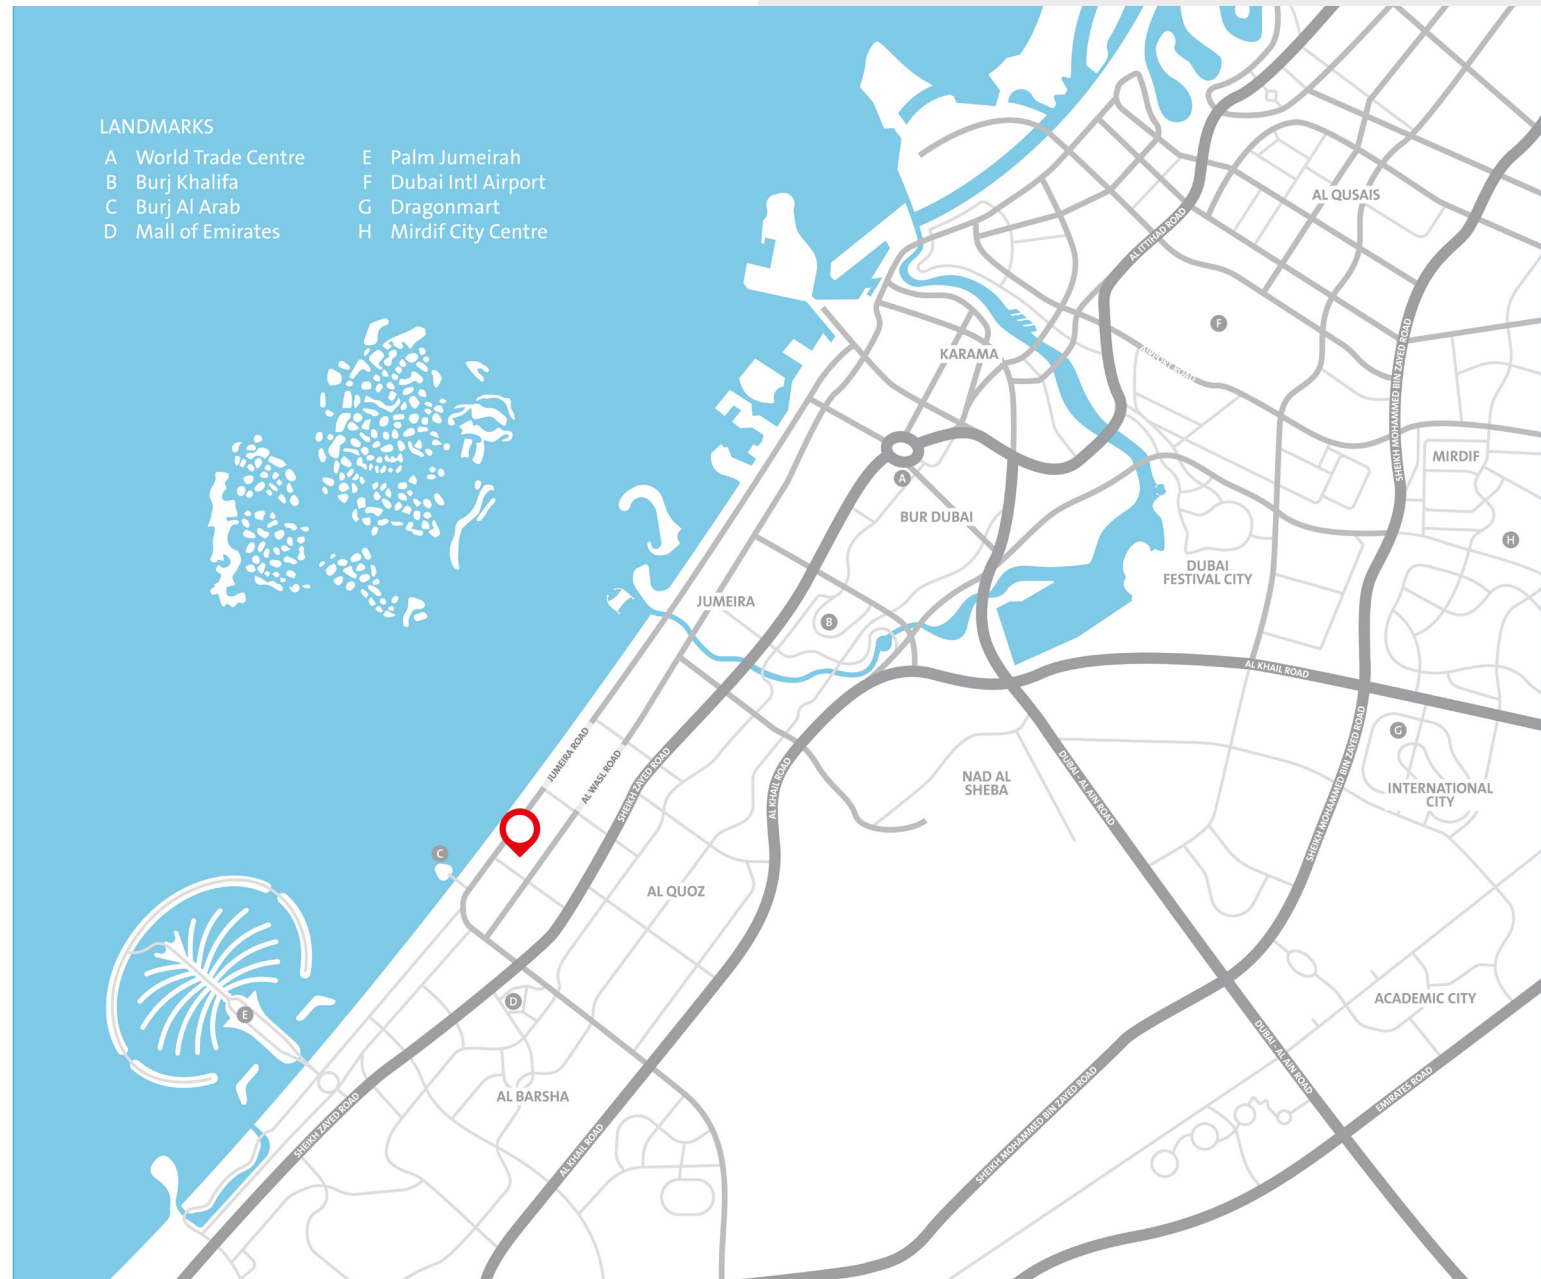 LANDMARKS
A World Trade Centre
B Burj Khalifa
C Burj Al Arab
D Mall of Emirates
E Palm Jumeirah
F Dubai Intl Airport
G Dragonmart
H Mirdif City Centre
AL QUSAIS
AL ITTIHAD ROAD
F
KARAMA
AIRPORT ROAD
SHEIKH MOHAMMED BIN ZAYED ROAD
MIRDIF
A
BUR DUBAI
H
DUBAI
FESTIVAL CITY
JUMEIRA
B
AL KHAIL ROAD
JUMEIRA ROAD
AL WASL ROAD
SHEIKH ZAYED ROAD
AL KHAIL ROAD
NAD AL
SHEBA
DUBAI - AL AIN ROAD
SHEIKH MOHAMMED BIN ZAYED ROAD
G
INTERNATIONAL
CITY
C
AL QUOZ
D
E
ACADEMIC CITY
AL BARSHA
SHEIKH ZAYED ROAD
AL KHAIL ROAD
SHEIKH MOHAMMED BIN ZAYED ROAD
DUBAI - AL AIN ROAD
EMIRATES ROAD